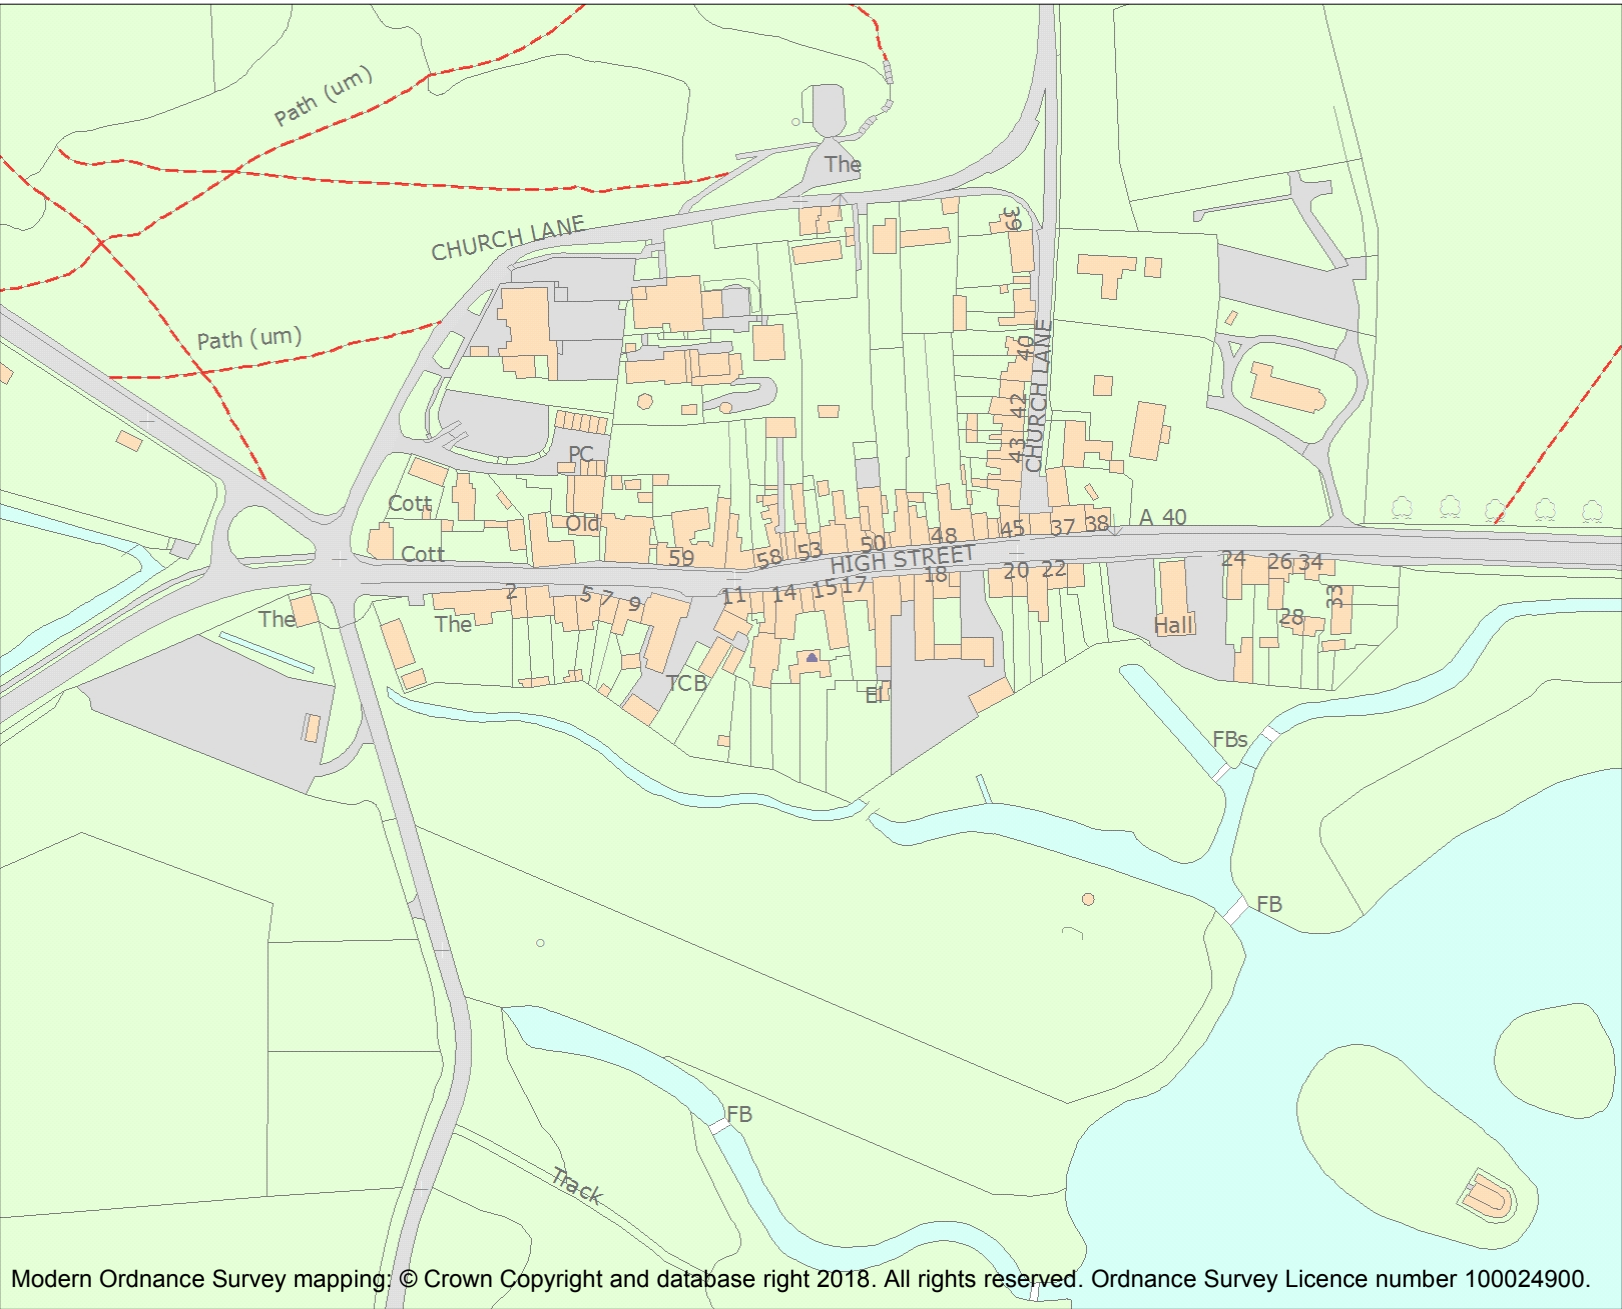 Path (um)
The
CHURCH LANE
39
Path (um)
40
CHURCH LANE
42
43
PC
Cott
Old
Cott
59
58
53
50
48
45
37
38
A 40
HIGH STREET
2
5
7
9
11
14
15
17
18
20
22
24
26
34
28
33
The
The
Hall
TCB
El
FBs
FB
FB
Track
Modern Ordnance Survey mapping: © Crown Copyright and database right 2018. All rights reserved. Ordnance Survey Licence number 100024900.